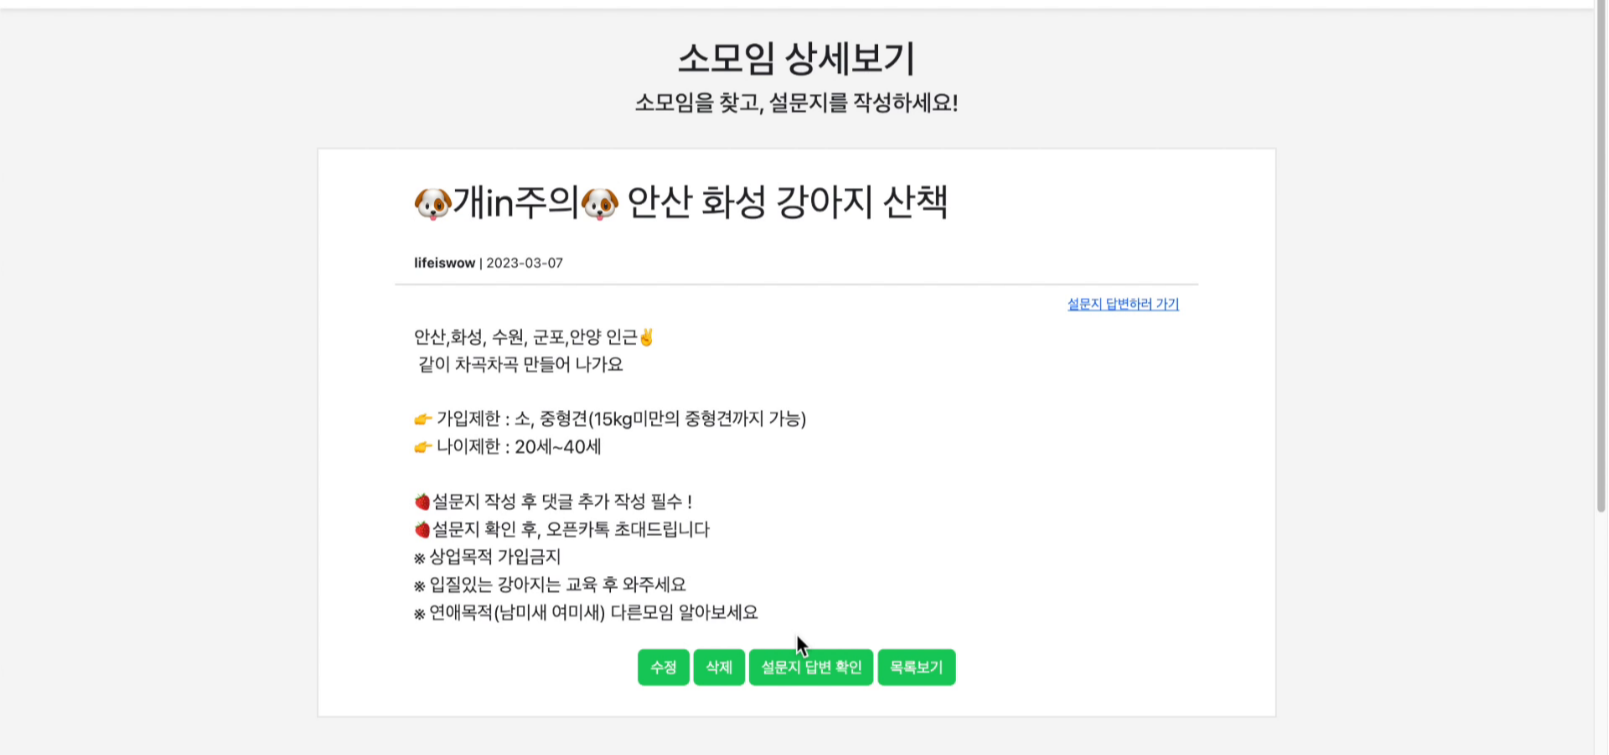 소모임 상세보기
소모임을 찾고, 설문지를 작성하세요!
🐶개in주의🐶 안산 화성 강아지 산책
lifeiswow | 2023-03-07
설문지 답변하러 가기
안산,화성, 수원, 군포,안양 인근✌️
같이 차곡차곡 만들어 나가요
👉 가입제한 : 소, 중형견(15kg미만의 중형견까지 가능)
👉 나이제한 : 20세~40세
🍓설문지 작성 후 댓글 추가 작성 필수 !
🍓설문지 확인 후, 오픈카톡 초대드립니다
※ 상업목적 가입금지
※ 입질있는 강아지는 교육 후 와주세요
※ 연애목적(남미새 여미새) 다른모임 알아보세요
수정 삭제 설문지 답변 확인 목록보기